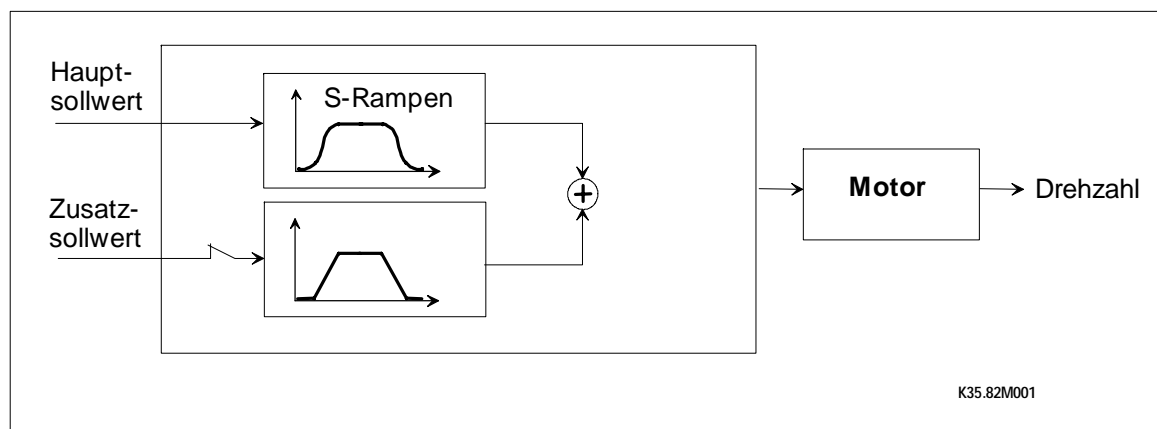 Haupt-
sollwert
S-Rampen
Zusatz-
sollwert
+
Motor
Drehzahl
K35.82M001